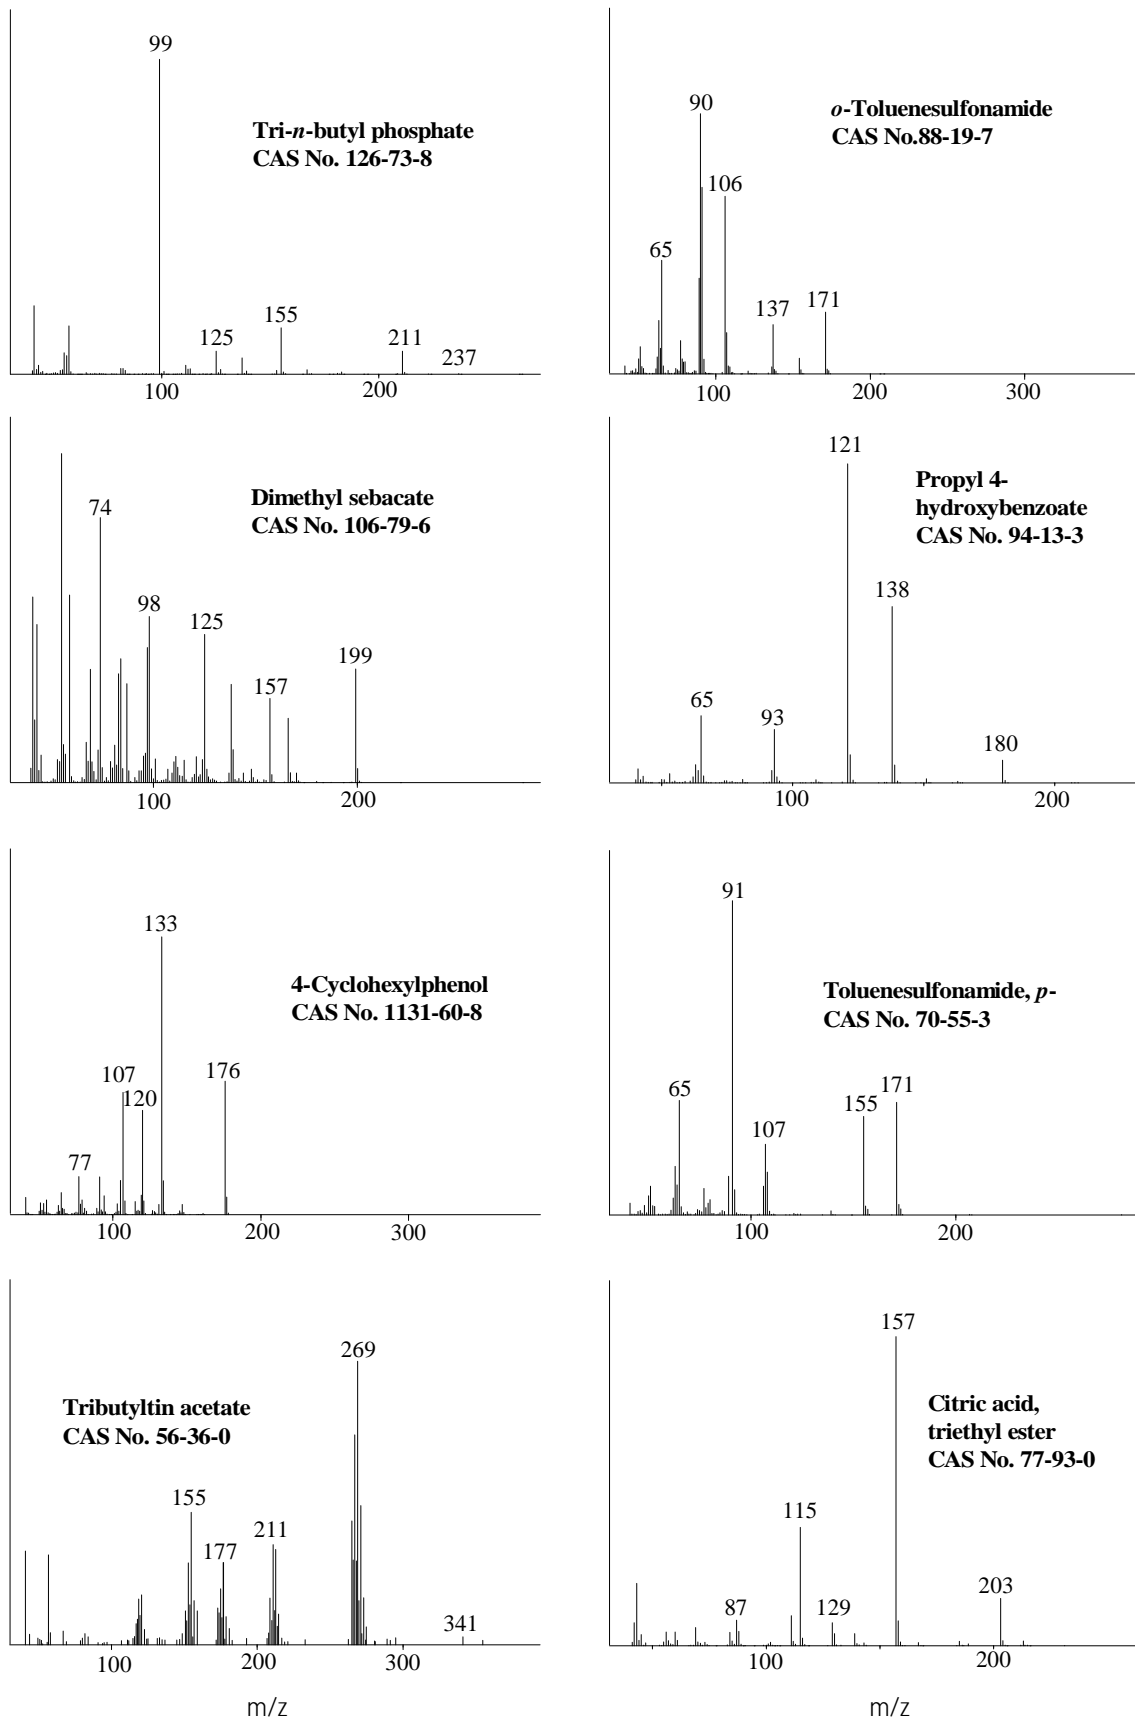 99
Tri-n-butyl phosphate
CAS No. 126-73-8
125
155
211
237
100
200
90
o-Toluenesulfonamide
CAS No.88-19-7
106
65
137
171
100
200
300
74
Dimethyl sebacate
CAS No. 106-79-6
98
125
157
199
100
200
121
Propyl 4-
hydroxybenzoate
CAS No. 94-13-3
138
65
93
180
100
200
133
4-Cyclohexylphenol
CAS No. 1131-60-8
107
120
176
77
100
200
300
91
Toluenesulfonamide, p-
CAS No. 70-55-3
65
107
155
171
100
200
269
Tributyltin acetate
CAS No. 56-36-0
155
177
211
341
100
200
300
m/z
157
Citric acid,
triethyl ester
CAS No. 77-93-0
115
87
129
203
100
200
m/z